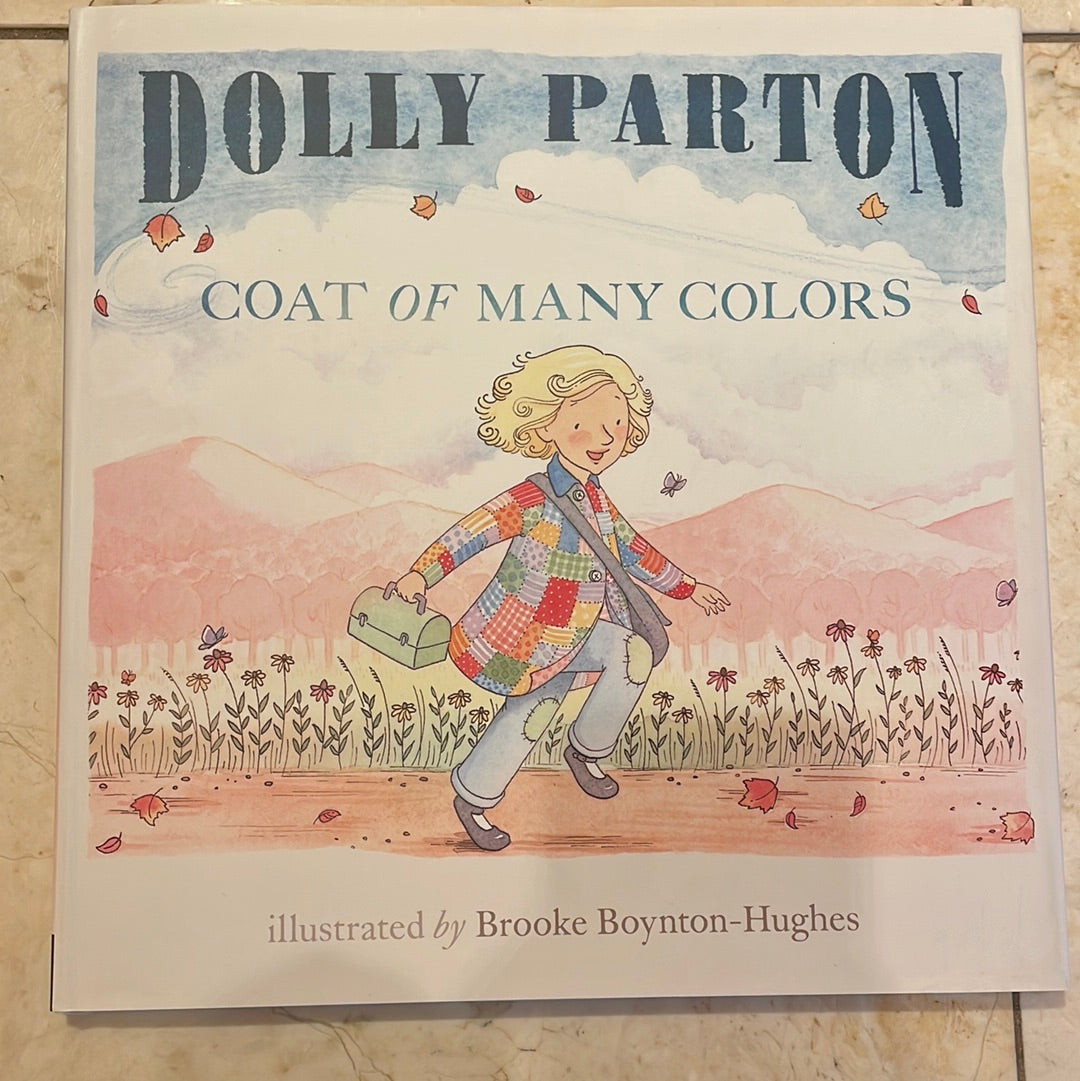 DOLLY PARTON
COAT OF MANY COLORS
illustrated by Brooke Boynton-Hughes